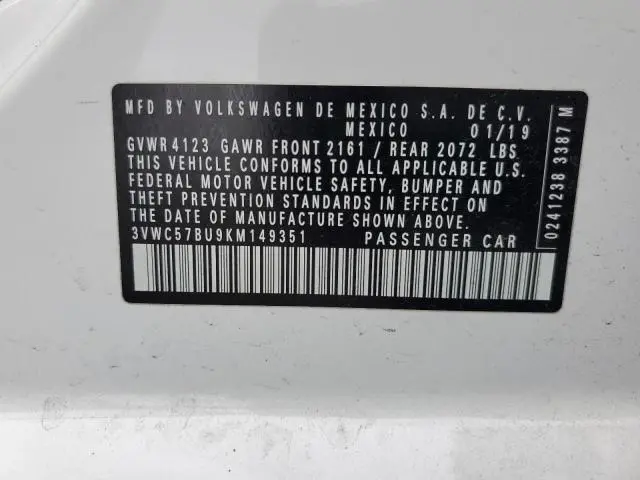 MFD BY VOLKSWAGEN DE MEXICO S.A. DE C.V.
MEXICO 01/19
GVWR 4123 GAWR FRONT 2161 / REAR 2072 LBS
THIS VEHICLE CONFORMS TO ALL APPLICABLE U.S.
FEDERAL MOTOR VEHICLE SAFETY, BUMPER AND
THEFT PREVENTION STANDARDS IN EFFECT ON
THE DATE OF MANUFACTURE SHOWN ABOVE
3VWC57BU9KM149351 PASSENGER CAR
0241238 3387 M